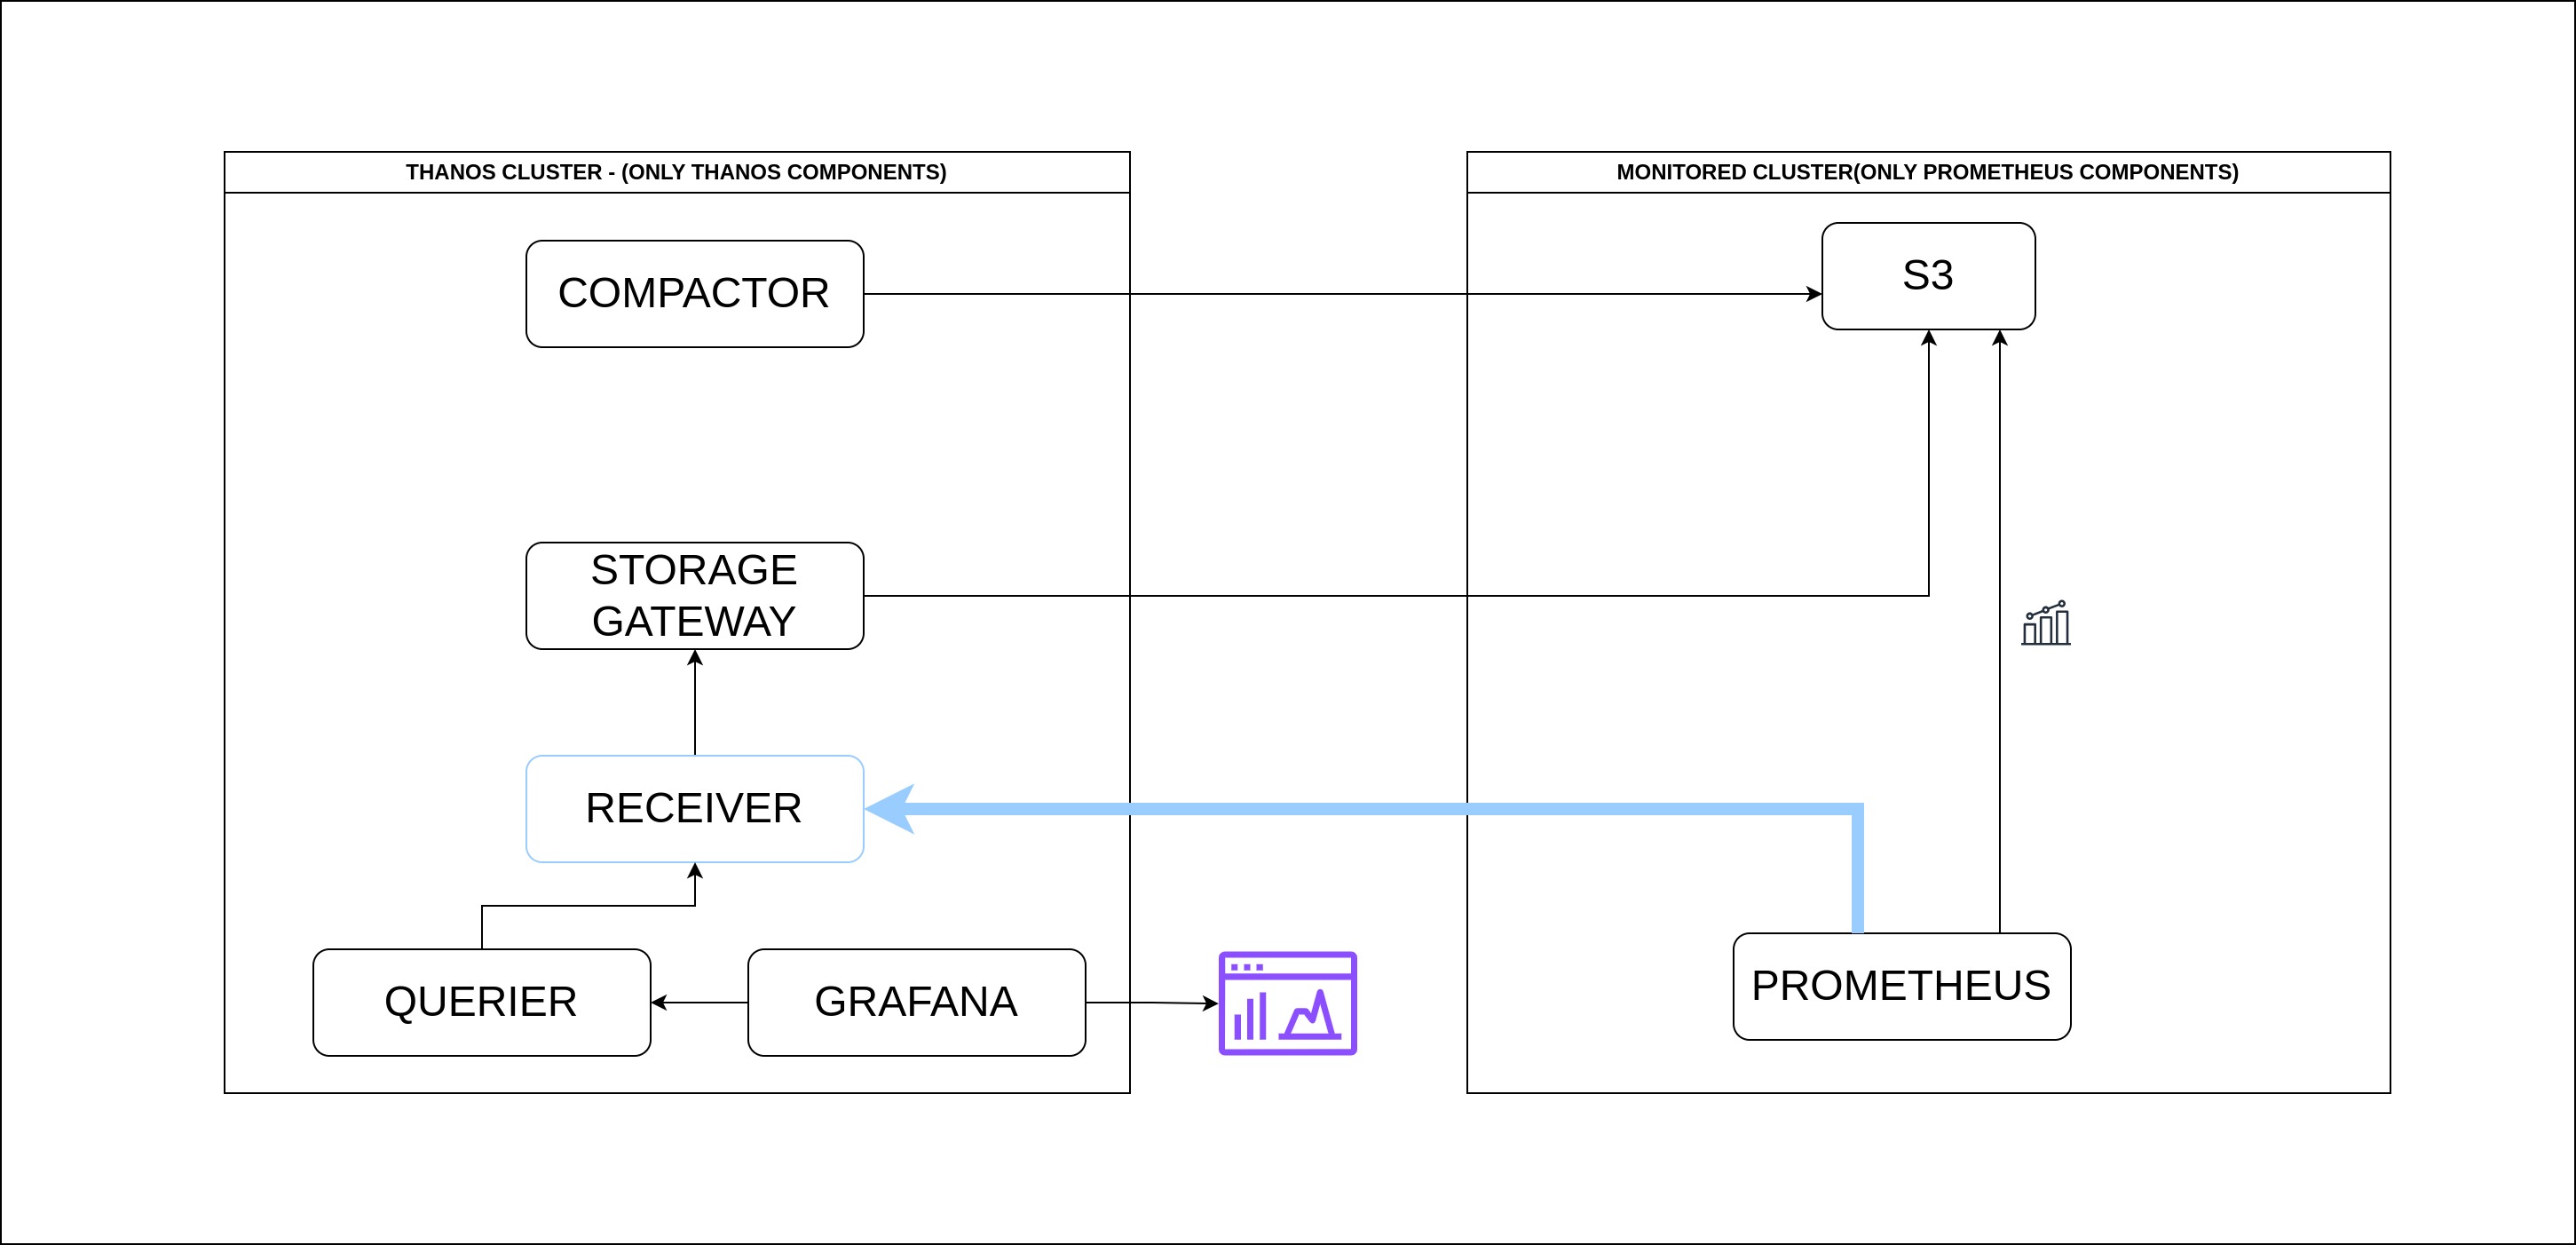 THANOS CLUSTER - (ONLY THANOS COMPONENTS)
COMPACTOR
STORAGE
GATEWAY
RECEIVER
QUERIER
GRAFANA
MONITORED CLUSTER(ONLY PROMETHEUS COMPONENTS)
S3
PROMETHEUS